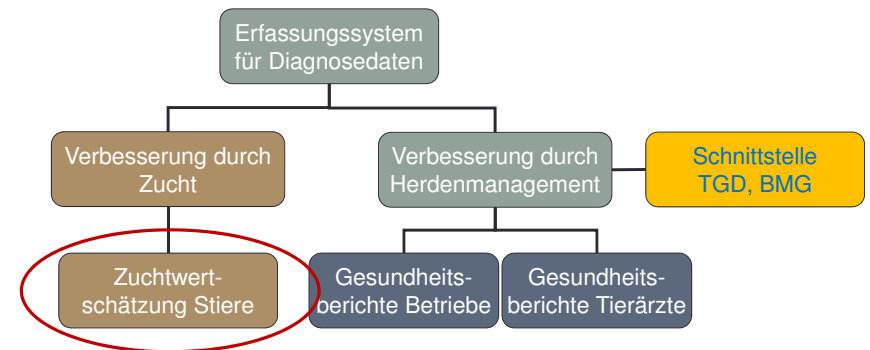 Erfassungssystem
für Diagnosedaten
Verbesserung durch
Zucht
Verbesserung durch
Herdenmanagement
Schnittstelle
TGD, BMG
Zuchtwert-
schätzung Stiere
Gesundheits-
berichte Betriebe
Gesundheits-
berichte Tierärzte